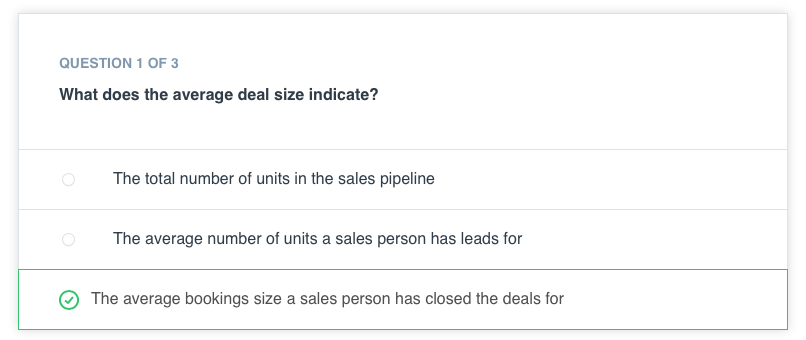 QUESTION 1 OF 3
What does the average deal size indicate?
The total number of units in the sales pipeline
The average number of units a sales person has leads for
The average bookings size a sales person has closed the deals for